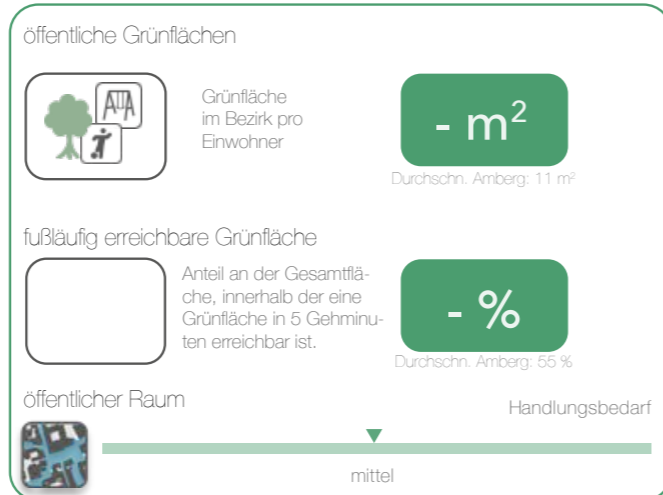 öffentliche Grünflächen
Grünfläche
im Bezirk pro
Einwohner
- m²
Durchschn. Amberg: 11 m²
fußläufig erreichbare Grünfläche
Anteil an der Gesamtflä-
che, innerhalb der eine
Grünfläche in 5 Gehminu-
ten erreichbar ist.
- %
Durchschn. Amberg: 55 %
öffentlicher Raum
Handlungsbedarf
mittel